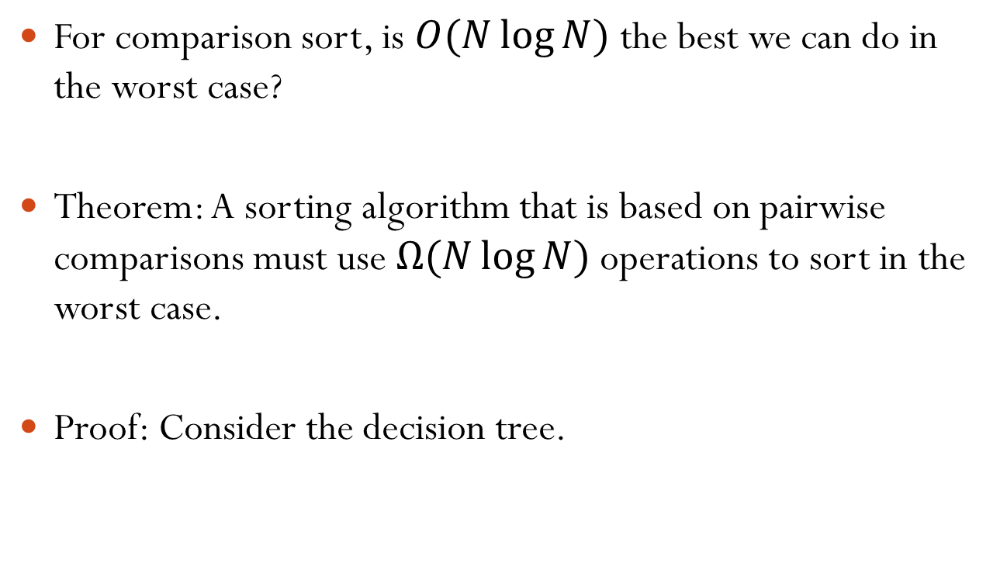 • For comparison sort, is O(N log N) the best we can do in
the worst case?
• Theorem: A sorting algorithm that is based on pairwise
comparisons must use Ω(N log N) operations to sort in the
worst case.
• Proof: Consider the decision tree.